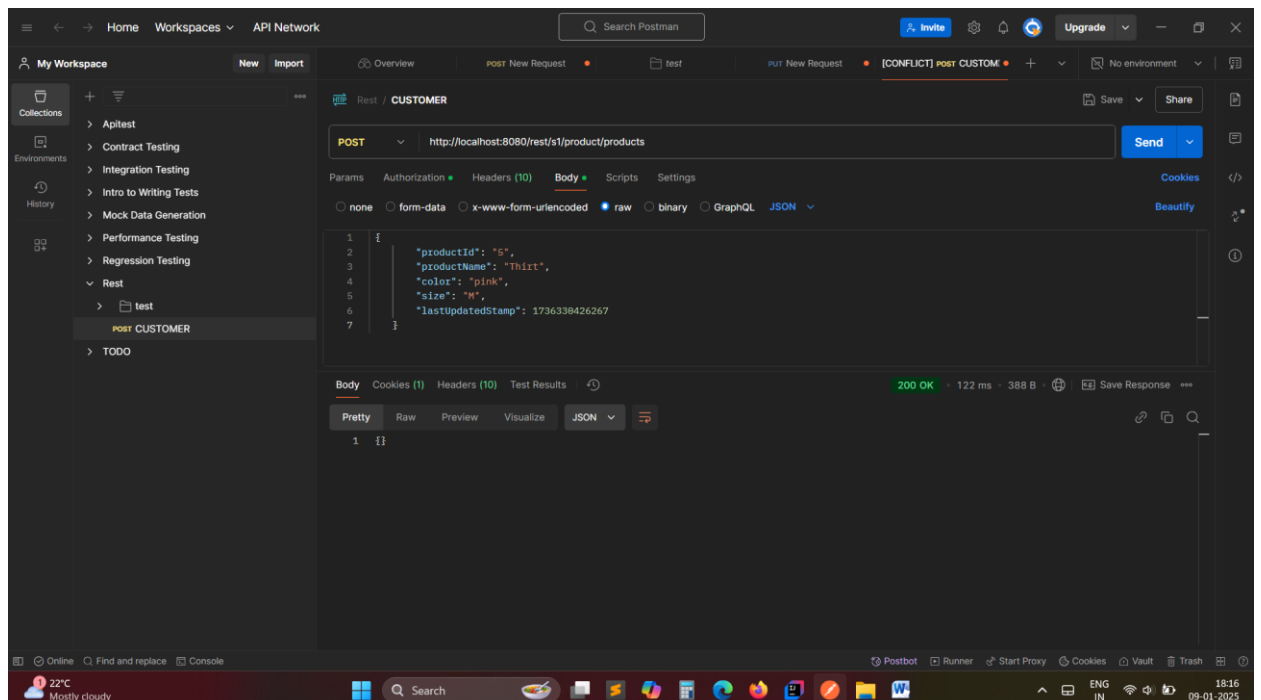 Home Workspaces API Network Search Postman Invite Upgrade
My Workspace New Import Overview POST New Request test PUT New Request [CONFLICT] POST CUSTOME No environment
Collections
Environments
History
Apitest
Contract Testing
Integration Testing
Intro to Writing Tests
Mock Data Generation
Performance Testing
Regression Testing
Rest
test
POST CUSTOMER
TODO
HTTP Rest / CUSTOMER Save Share
POST http://localhost:8080/rest/s1/product/products Send
Params Authorization Headers (10) Body Scripts Settings Cookies
none form-data x-www-form-urlencoded raw binary GraphQL JSON Beautify
1 {
2 "productId": "5",
3 "productName": "Thirt",
4 "color": "pink",
5 "size": "M",
6 "lastUpdatedStamp": 1736330426267
7 }
Body Cookies (1) Headers (10) Test Results 200 OK 122 ms 388 B Save Response
Pretty Raw Preview Visualize JSON
1 {}
Online Find and replace Console Postbot Runner Start Proxy Cookies Vault Trash
1 22°C
Mostly cloudy
Search
ENG
IN
18:16
09-01-2025